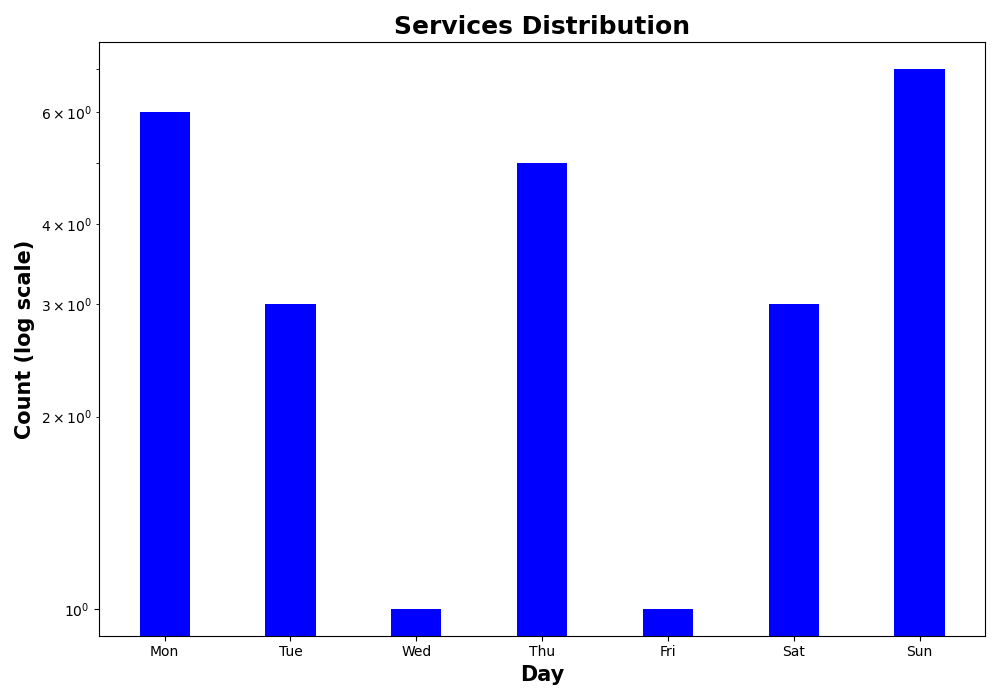 Services Distribution
Count (log scale)
6 × 10⁰
4 × 10⁰
3 × 10⁰
2 × 10⁰
10⁰
Mon Tue Wed Thu Fri Sat Sun
Day